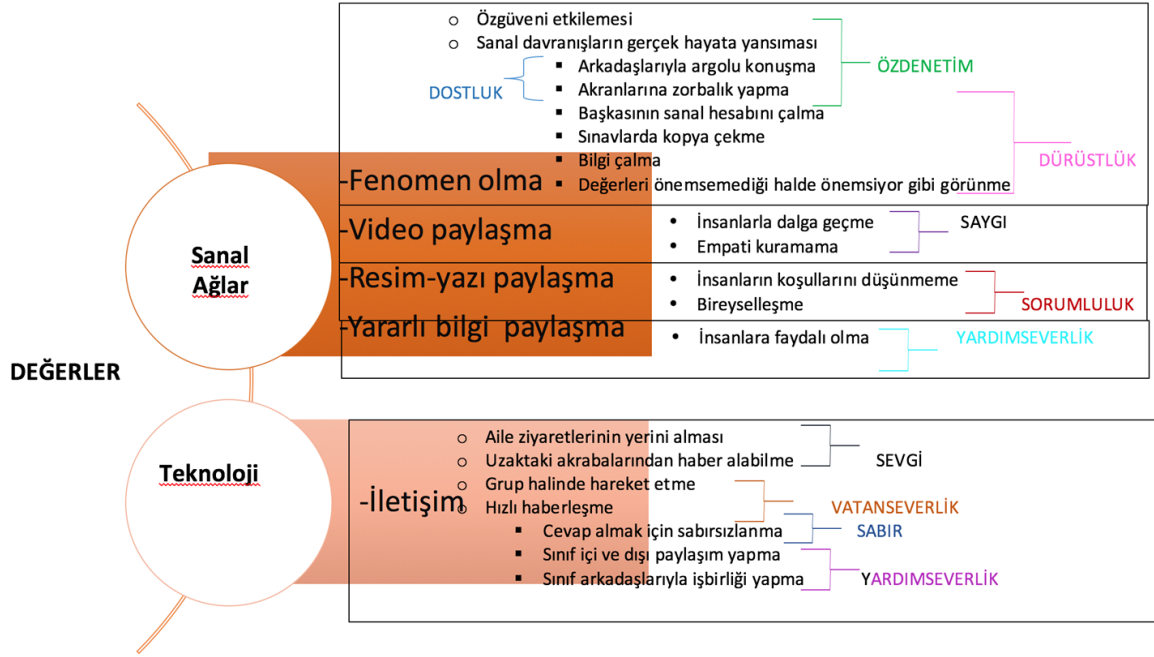 Özgüveni etkilemesi
Sanal davranışların gerçek hayata yansıması
Arkadaşlarıyla argolu konuşma
ÖZDENETİM
DOSTLUK
Akranlarına zorbalık yapma
Başkasının sanal hesabını çalma
Sınavlarda kopya çekme
Bilgi çalma
DÜRÜSTLÜK
-Fenomen olma
Değerleri önemsemediği halde önemsiyor gibi görünme
-Video paylaşma
İnsanlarla dalga geçme
SAYGI
Empati kuramama
Sanal
Ağlar
-Resim-yazı paylaşma
İnsanların koşullarını düşünmeme
Bireyselleşme
SORUMLULUK
-Yararlı bilgi paylaşma
İnsanlara faydalı olma
YARDIMSEVERLİK
DEĞERLER
Teknoloji
-İletişim
Aile ziyaretlerinin yerini alması
Uzaktaki akrabalarından haber alabilme
SEVGİ
Grup halinde hareket etme
Hızlı haberleşme
VATANSEVERLİK
Cevap almak için sabırsızlanma
SABIR
Sınıf içi ve dışı paylaşım yapma
Sınıf arkadaşlarıyla işbirliği yapma
YARDIMSEVERLİK